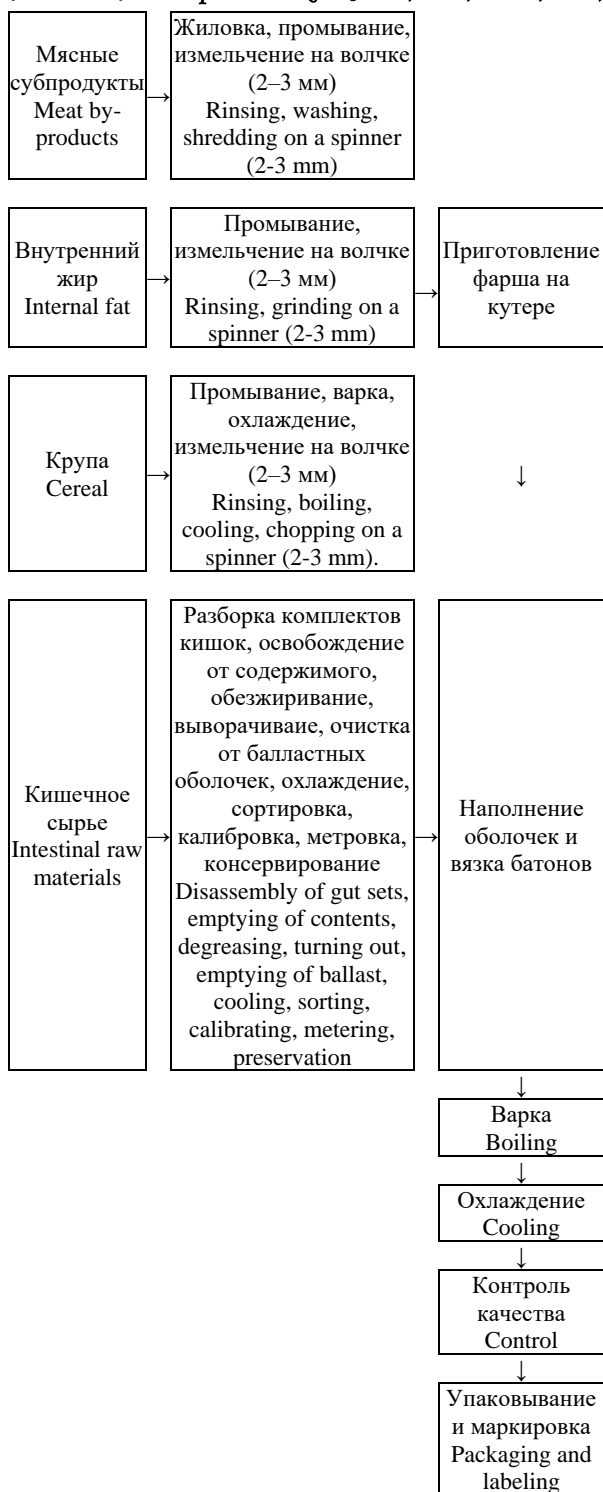 Мясные
субпродукты
Meat by-
products
→
Жиловка, промывание,
измельчение на волчке
(2–3 мм)
Rinsing, washing,
shredding on a spinner
(2-3 mm)
Внутренний
жир
Internal fat
→
Промывание,
измельчение на волчке
(2–3 мм)
Rinsing, grinding on a
spinner (2-3 mm)
→
Приготовление
фарша на
кутере
Крупа
Cereal
→
Промывание, варка,
охлаждение,
измельчение на волчке
(2–3 мм)
Rinsing, boiling,
cooling, chopping on a
spinner (2-3 mm).
↓
Кишечное
сырье
Intestinal raw
materials
→
Разборка комплектов
кишок, освобождение
от содержимого,
обезжиривание,
выворачиваие, очистка
от балластных
оболочек, охлаждение,
сортировка,
калибровка, метровка,
консервирование
Disassembly of gut sets,
emptying of contents,
degreasing, turning out,
emptying of ballast,
cooling, sorting,
calibrating, metering,
preservation
→
Наполнение
оболочек и
вязка батонов
↓
Варка
Boiling
↓
Охлаждение
Cooling
↓
Контроль
качества
Control
↓
Упаковывание
и маркировка
Packaging and
labeling